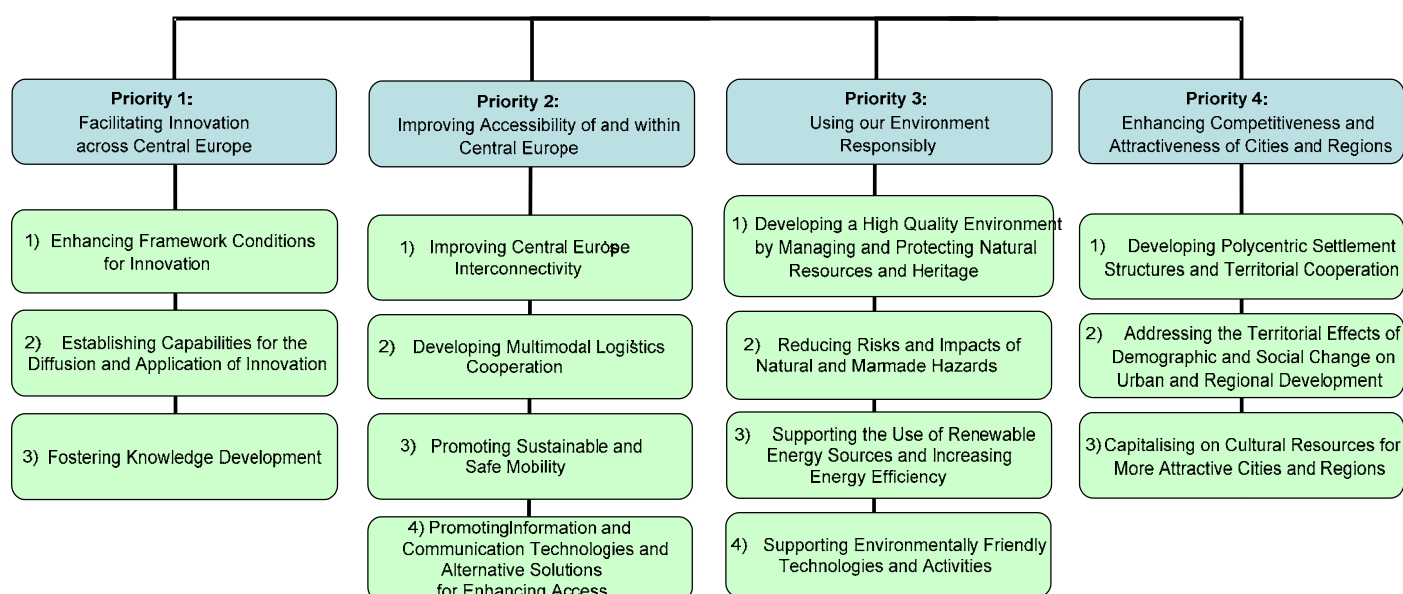 Priority 1:
Facilitating Innovation
across Central Europe
1) Enhancing Framework Conditions
for Innovation
2) Establishing Capabilities for the
Diffusion and Application of Innovation
3) Fostering Knowledge Development
Priority 2:
Improving Accessibility of and within
Central Europe
1) Improving Central Europe's
Interconnectivity
2) Developing Multimodal Logistics'
Cooperation
3) Promoting Sustainable and
Safe Mobility
4) Promoting Information and
Communication Technologies and
Alternative Solutions
for Enhancing Access
Priority 3:
Using our Environment
Responsibly
1) Developing a High Quality Environment
by Managing and Protecting Natural
Resources and Heritage
2) Reducing Risks and Impacts of
Natural and Manmade Hazards
3) Supporting the Use of Renewable
Energy Sources and Increasing
Energy Efficiency
4) Supporting Environmentally Friendly
Technologies and Activities
Priority 4:
Enhancing Competitiveness and
Attractiveness of Cities and Regions
1) Developing Polycentric Settlement
Structures and Territorial Cooperation
2) Addressing the Territorial Effects of
Demographic and Social Change on
Urban and Regional Development
3) Capitalising on Cultural Resources for
More Attractive Cities and Regions